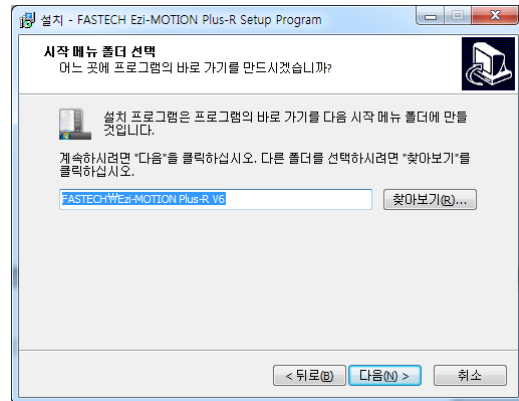 설치 - FASTECH Ezi-MOTION Plus-R Setup Program
시작 메뉴 폴더 선택
어느 곳에 프로그램의 바로 가기를 만드시겠습니까?
설치 프로그램은 프로그램의 바로 가기를 다음 시작 메뉴 폴더에 만들
것입니다.
계속하시려면 "다음"을 클릭하십시오. 다른 폴더를 선택하시려면 "찾아보기"를
클릭하십시오.
FASTECH₩Ezi-MOTION Plus-R V6
찾아보기(R)...
< 뒤로(B)
다음(N) >
취소